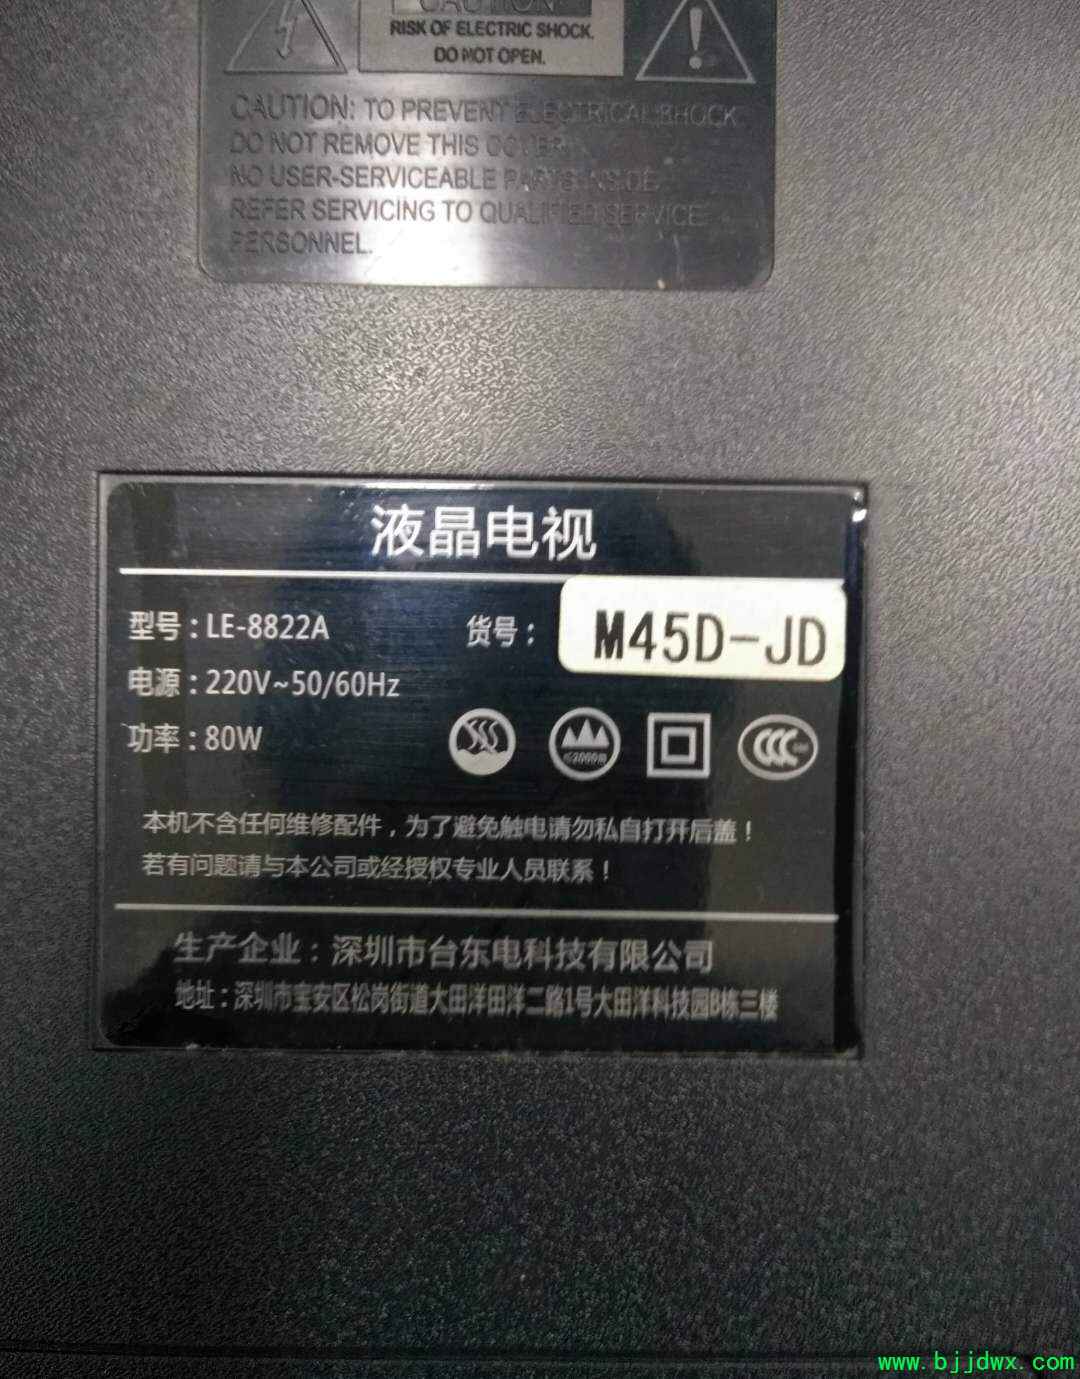 CAUTION
RISK OF ELECTRIC SHOCK.
DO NOT OPEN.
CAUTION: TO PREVENT ELECTRICAL SHOCK
DO NOT REMOVE THIS COVER
NO USER-SERVICEABLE PARTS INSIDE
REFER SERVICING TO QUALIFIED SERVICE
PERSONNEL.
液晶电视
型号：LE-8822A
货号：M45D-JD
电源：220V~50/60Hz
功率：80W
≤2000m
CCC
本机不含任何维修配件，为了避免触电请勿私自打开后盖！
若有问题请与本公司或经授权专业人员联系！
生产企业：深圳市台东电科技有限公司
地址：深圳市宝安区松岗街道大田洋田洋二路1号大田洋科技园B栋三楼
www.bjjdwx.com